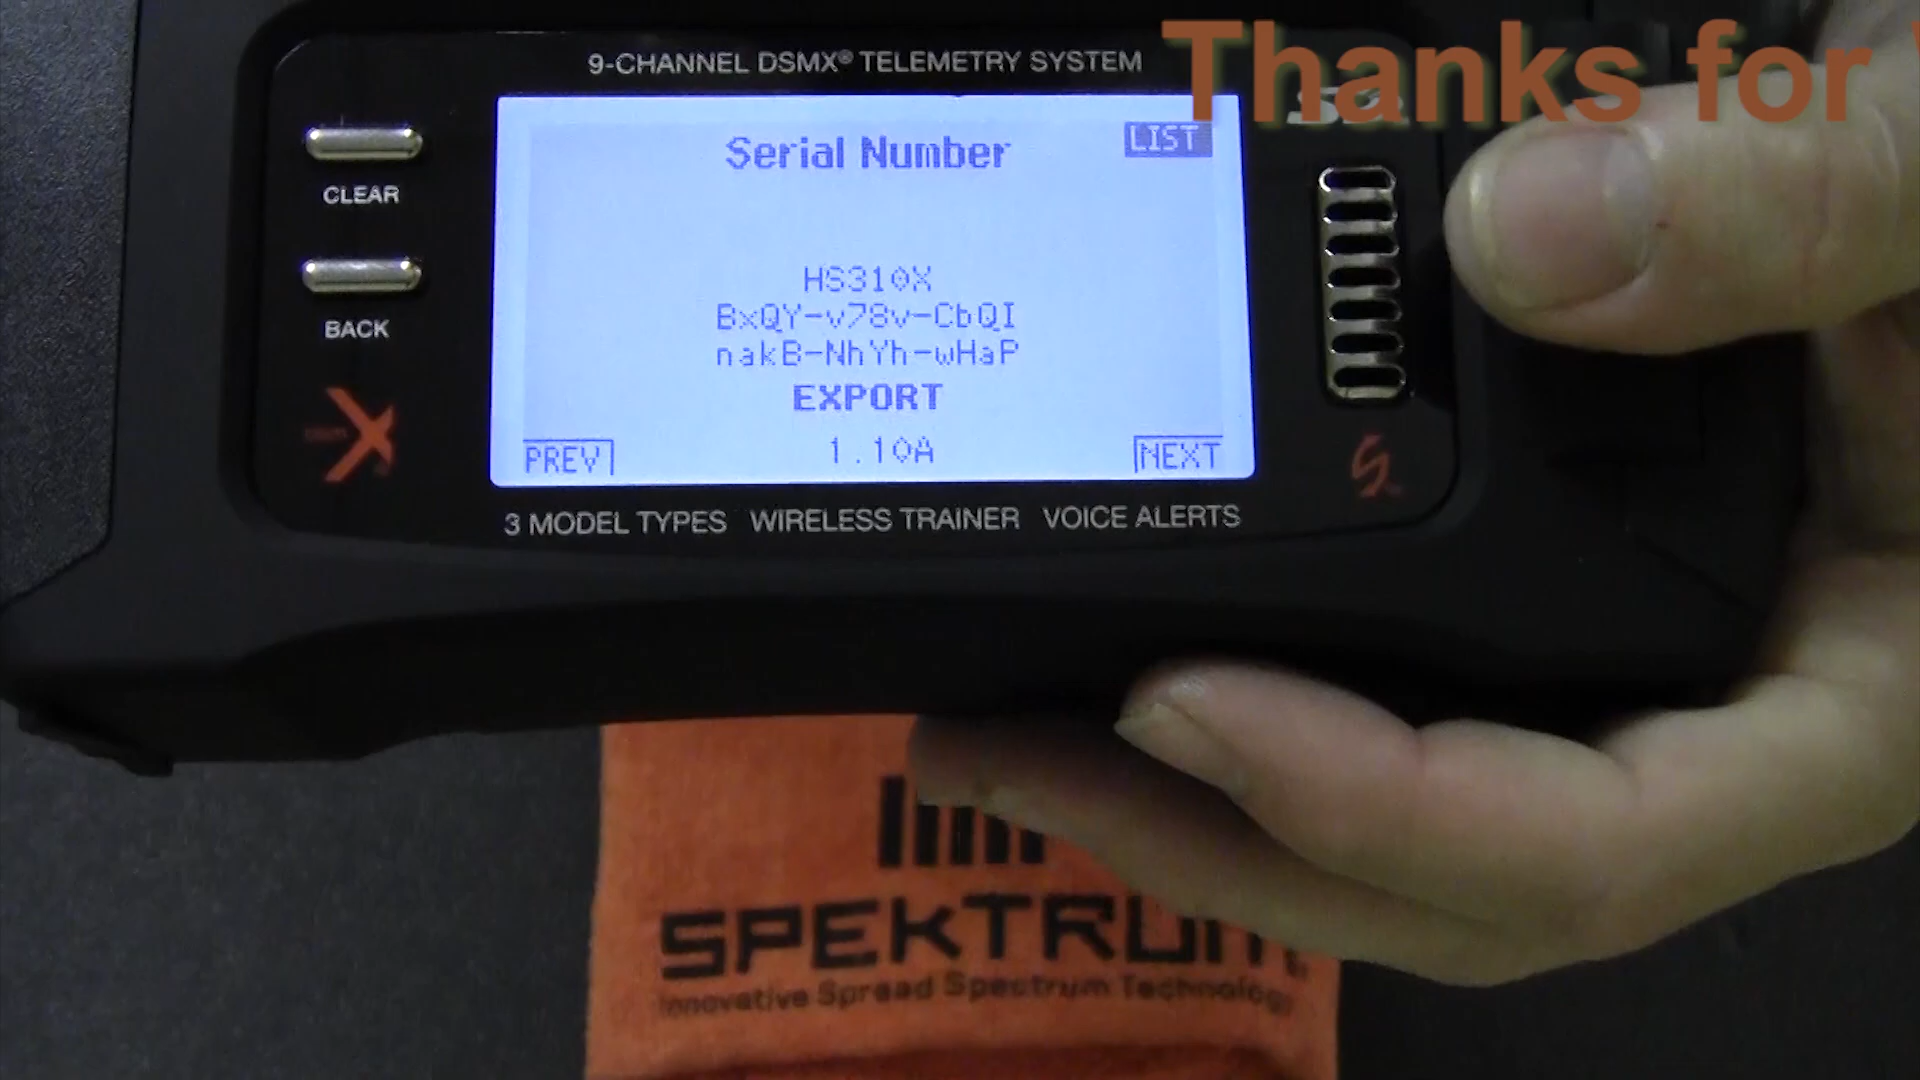 9-CHANNEL DSMX® TELEMETRY SYSTEM
Thanks for
CLEAR
BACK
Serial Number
LIST
HS310X
BxQY-v78v-CbQI
nakB-NhYh-wHaP
EXPORT
PREV
1.10A
NEXT
3 MODEL TYPES WIRELESS TRAINER VOICE ALERTS
SPEKTRUM
Innovative Spread Spectrum Technology